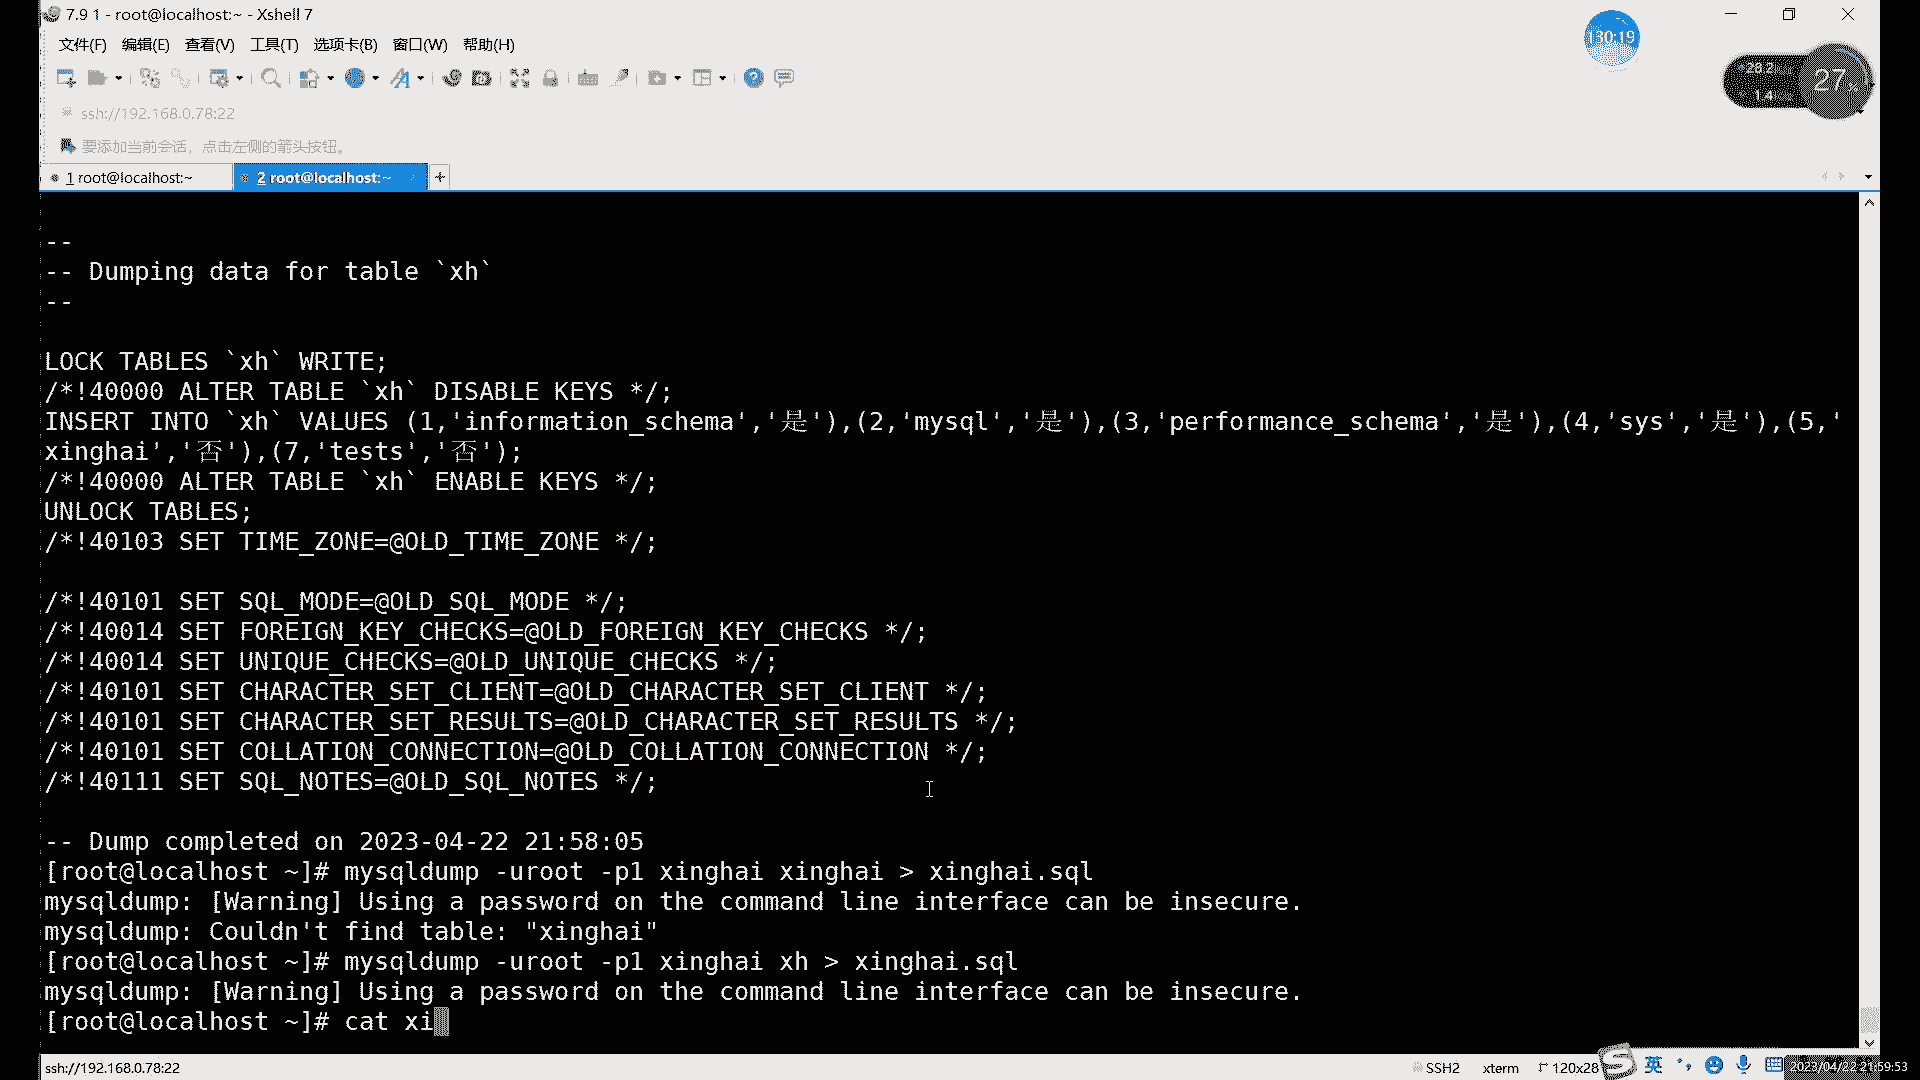 7.9 1 - root@localhost:~ - Xshell 7
文件(F) 编辑(E) 查看(V) 工具(T) 选项卡(B) 窗口(W) 帮助(H)
130:19
27
1.4
ssh://192.168.0.78:22
要添加当前会话，点击左侧的箭头按钮。
1 root@localhost:~
2 root@localhost:~
+
--
-- Dumping data for table `xh`
--
LOCK TABLES `xh` WRITE;
/*!40000 ALTER TABLE `xh` DISABLE KEYS */;
INSERT INTO `xh` VALUES (1,'information_schema','是'),(2,'mysql','是'),(3,'performance_schema','是'),(4,'sys','是'),(5,'
xinghai','否'),(7,'tests','否');
/*!40000 ALTER TABLE `xh` ENABLE KEYS */;
UNLOCK TABLES;
/*!40103 SET TIME_ZONE=@OLD_TIME_ZONE */;
/*!40101 SET SQL_MODE=@OLD_SQL_MODE */;
/*!40014 SET FOREIGN_KEY_CHECKS=@OLD_FOREIGN_KEY_CHECKS */;
/*!40014 SET UNIQUE_CHECKS=@OLD_UNIQUE_CHECKS */;
/*!40101 SET CHARACTER_SET_CLIENT=@OLD_CHARACTER_SET_CLIENT */;
/*!40101 SET CHARACTER_SET_RESULTS=@OLD_CHARACTER_SET_RESULTS */;
/*!40101 SET COLLATION_CONNECTION=@OLD_COLLATION_CONNECTION */;
/*!40111 SET SQL_NOTES=@OLD_SQL_NOTES */;
-- Dump completed on 2023-04-22 21:58:05
[root@localhost ~]# mysqldump -uroot -p1 xinghai xinghai > xinghai.sql
mysqldump: [Warning] Using a password on the command line interface can be insecure.
mysqldump: Couldn't find table: "xinghai"
[root@localhost ~]# mysqldump -uroot -p1 xinghai xh > xinghai.sql
mysqldump: [Warning] Using a password on the command line interface can be insecure.
[root@localhost ~]# cat xi
ssh://192.168.0.78:22
SSH2 xterm 120x28
英
2023/04/22 21:59:53